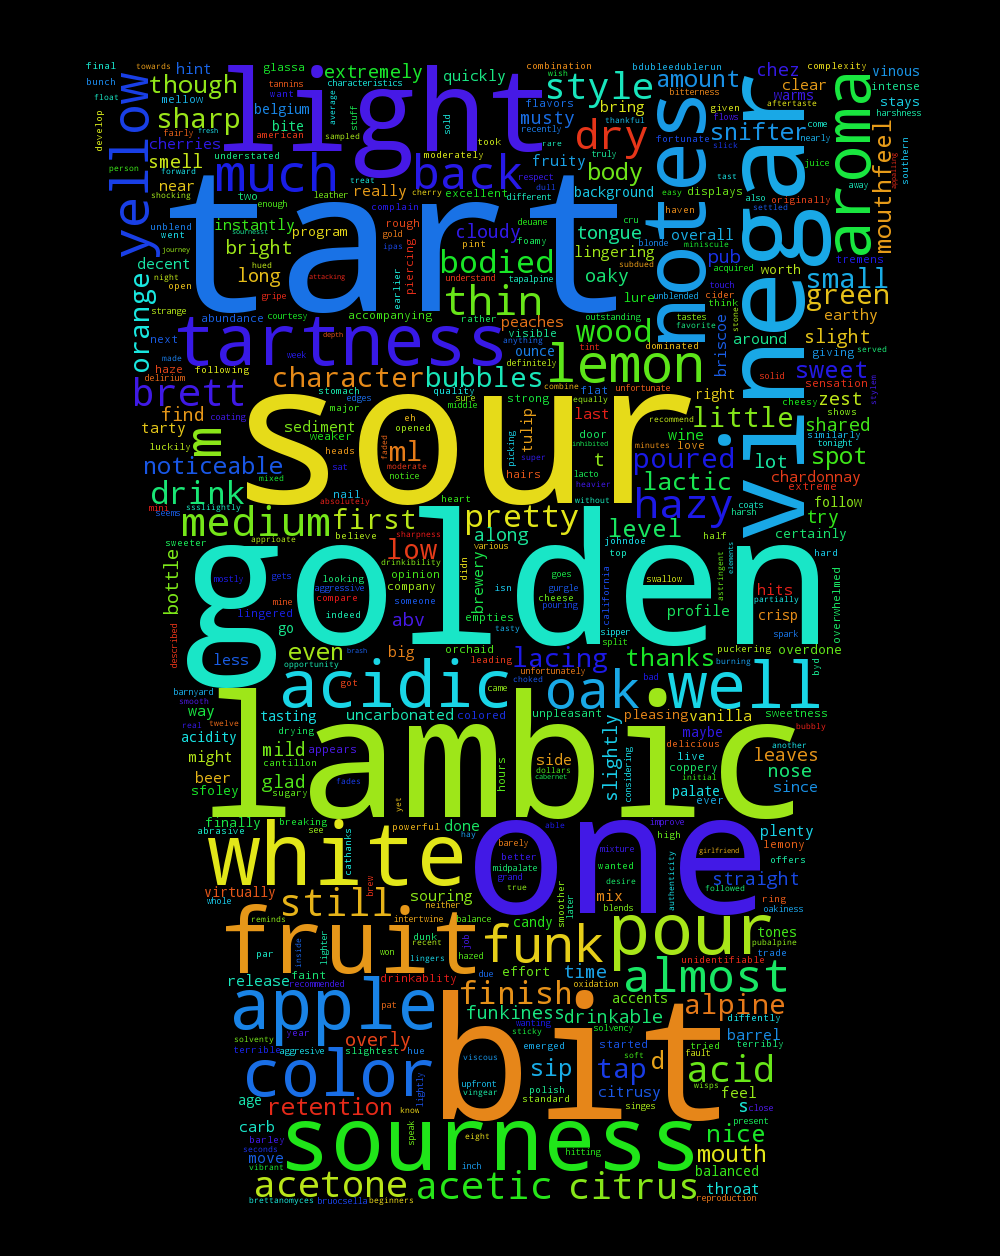 final towards hint glassa extremely quickly combination bdubleedublerun chez complexity vinous
bunch though light style wish amount clear intense
float mellow tannins characteristics flavors bitterness warms stays
yellow sharp belgium want average stuff sold musty bring given aftertaste aroma harshness
develop fairly fresh bite sampled recently thankful notes snifter come nearly
cherries american took rare dry fortunate flows vinegar mouthfeel
smell understated much back moderately fruity truly slick juice southern
person forward treat respect body tast appalling
shocking near two leather really cherry excellent dull different background easy displays away
enough complain tart haven also originally
unblend sourness instantly program rough cloudy deuane cru tongue overall settled
went bright gold pint foamy lingering blonde pub tremens
journey hued ipas bodied miniscule acquired small
decent night long attacking piercing understand tapalpine oaky subdued worth
orange open gripe earlier thin lure unblended touch cider green
strange abundance courtesy accompanying rather outstanding tastes think earthy
tartness visible peaches wood favorite briscoe stone slight
next made week depth ounce anything tint dominated around giving served
haze following definitely lemon solid sweet sensation
delirium brett character bubbles combine unfortunate cheesy stylem
coating stomach edges quality strong flat equally right zest shows
find major sure middle last recommend little shared
tarty sediment eh opened tulip door minutes wine similarly
luckily m weaker heads faded ml picking super inhibited t love tonight spot
noticeable sour moderate notice hairs lacto poured lot chardonnay
mixed sat nail heavier lactic extreme
drink mini absolutely heart without hazy coats follow
seems sssliightly pretty harsh try
medium first along level half certainly
sweeter appRioate believe sharpness various johndoe hard
bottle low drinkibility didn top astringent elements
mostly gets looking opinion brewery goes swallow profile hits overwhelmed
aggressive company isn gurgle california partially
golden mine compare someone tasty cheese pouring crisp
lingered indeed abv empties sipper spark
described go split puckering overdone
less even brash big orchaid lacing thanks burning byd
opportunity leading unfortunately
barnyard smooth acidic got came choked oak bad well
way tasting uncarbonated colored unpleasant pleasing vanilla sweetness bubbly
real twelve drying slightly maybe another
acidity mild appears delicious leaves
might cantillon side live nose
beer glad hours dollars considering coppery initial since
sfoley sugary fades cabernet palate ever
lambic yet
finally breaking powerful done able improve plenty
abrasive see cathanks hay barely high girlfriend lemony
white better mixture wanted authenticity offers
one midpalate
virtually brew grand desire followed straight
whole still souring true smoother later mix ring
neither candy blends oakiness
reminds intertwine balance tones
fruit lighter dunk recent job funk pour pubalpine
par inside won lingers hazed unidentifiable trade
release faint drinkablity due effort time almost
recommended finish oxidation accents alpine
apple pat funkiness drinkable diffently
solventy year wanting sticky solvency barrel
terrible overly bit emerged started tried terribly
aggresive slightest hue viscous soft d fault
color sip tap acid
upfront polish citrusy wisps feel
age retention lightly vingear standard singes s close
carb know present
barley speak eight nice
move seconds sourness hitting mouth
vibrant inch balanced
acetone acetic citrus throat
brettanomyces bruocsella beginners reproduction